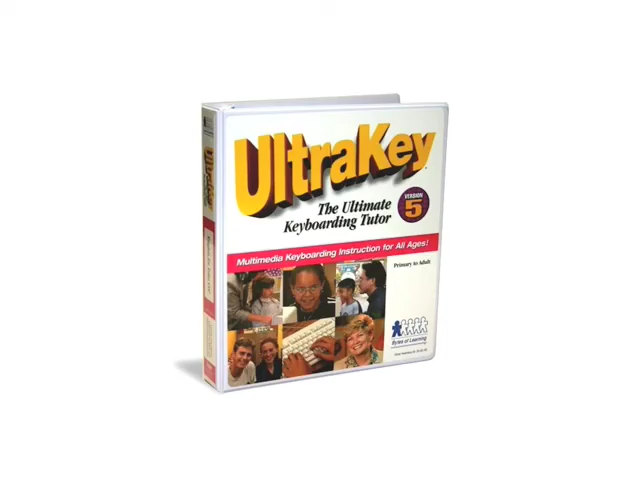 UltraKey
The Ultimate
Keyboarding Tutor
VERSION
5
Multimedia Keyboarding Instruction for All Ages!
Primary to Adult
Bytes of Learning
UltraKey